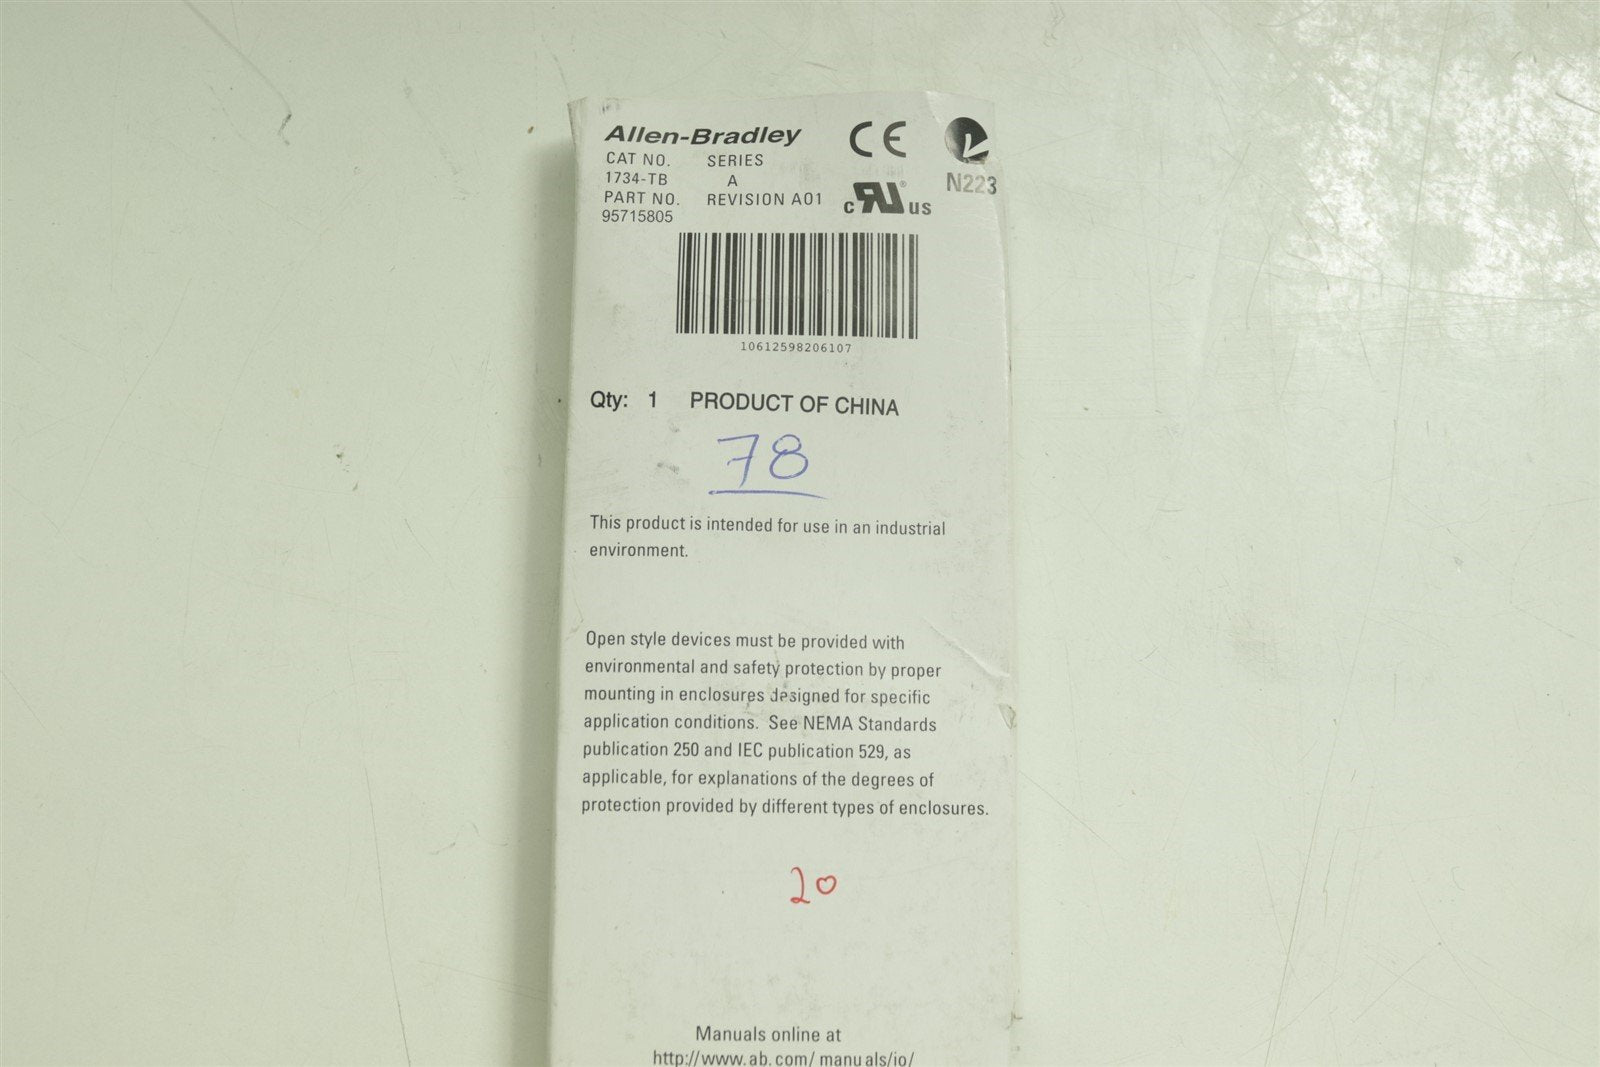 Allen-Bradley
CAT NO. SERIES
1734-TB A
PART NO. REVISION A01
95715805
CE
c RU ® us
N223
10612598206107
Qty: 1 PRODUCT OF CHINA
78
This product is intended for use in an industrial
environment.
Open style devices must be provided with
environmental and safety protection by proper
mounting in enclosures designed for specific
application conditions. See NEMA Standards
publication 250 and IEC publication 529, as
applicable, for explanations of the degrees of
protection provided by different types of enclosures.
20
Manuals online at
http://www.ab.com/manuals/io/